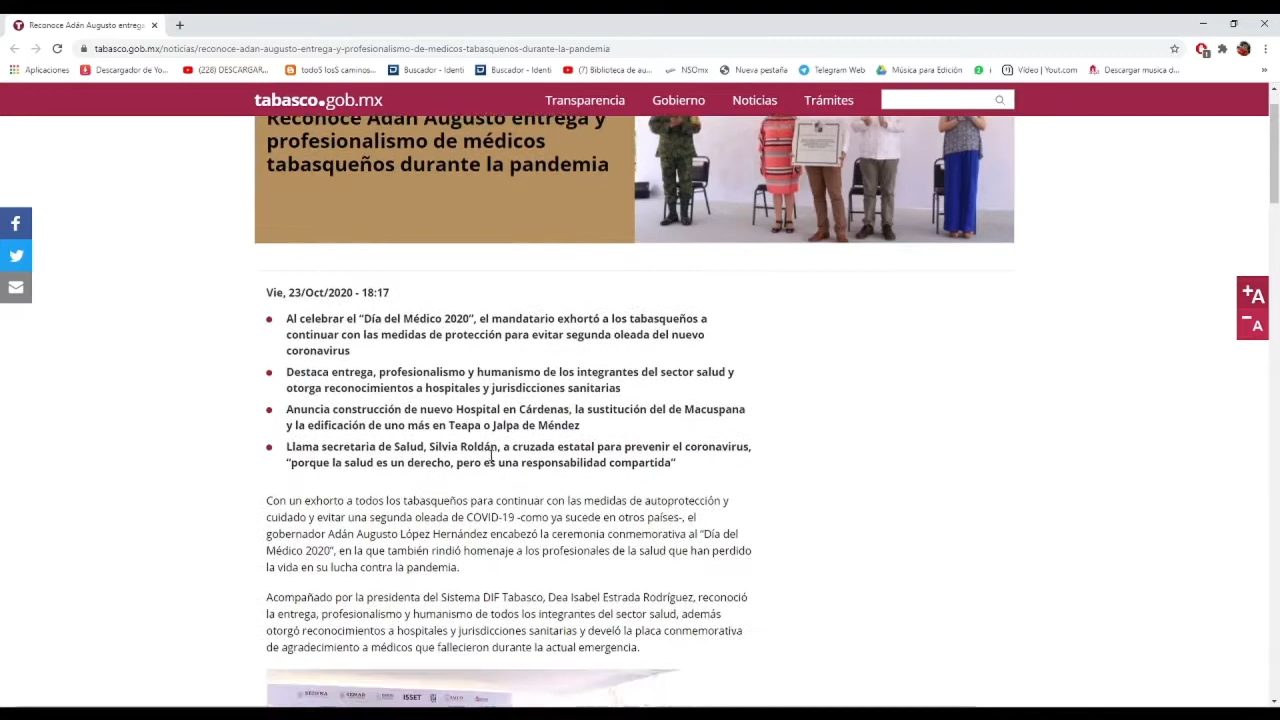 Reconoce Adán Augusto entrega
tabasco.gob.mx/noticias/reconoce-adan-augusto-entrega-y-profesionalismo-de-medicos-tabasquenos-durante-la-pandemia
Aplicaciones
Descargador de Yo...
(228) DESCARGAR...
todoS losS caminos...
Buscador - Identi
Buscador - Identi
(7) Biblioteca de au...
NSOmx
Nueva pestaña
Telegram Web
Música para Edición
Vídeo | Yout.com
Descargar musica d...
»
tabasco.gob.mx
Transparencia
Gobierno
Noticias
Trámites
Reconoce Adán Augusto entrega y
profesionalismo de médicos
tabasqueños durante la pandemia
+A
-A
Vie, 23/Oct/2020 - 18:17
Al celebrar el “Día del Médico 2020”, el mandatario exhortó a los tabasqueños a
continuar con las medidas de protección para evitar segunda oleada del nuevo
coronavirus
Destaca entrega, profesionalismo y humanismo de los integrantes del sector salud y
otorga reconocimientos a hospitales y jurisdicciones sanitarias
Anuncia construcción de nuevo Hospital en Cárdenas, la sustitución del de Macuspana
y la edificación de uno más en Teapa o Jalpa de Méndez
Llama secretaria de Salud, Silvia Roldán, a cruzada estatal para prevenir el coronavirus,
“porque la salud es un derecho, pero es una responsabilidad compartida”
Con un exhorto a todos los tabasqueños para continuar con las medidas de autoprotección y
cuidado y evitar una segunda oleada de COVID-19 -como ya sucede en otros países-, el
gobernador Adán Augusto López Hernández encabezó la ceremonia conmemorativa al “Día del
Médico 2020”, en la que también rindió homenaje a los profesionales de la salud que han perdido
la vida en su lucha contra la pandemia.
Acompañado por la presidenta del Sistema DIF Tabasco, Dea Isabel Estrada Rodríguez, reconoció
la entrega, profesionalismo y humanismo de todos los integrantes del sector salud, además
otorgó reconocimientos a hospitales y jurisdicciones sanitarias y develó la placa conmemorativa
de agradecimiento a médicos que fallecieron durante la actual emergencia.
SEDENA SEMAR ISSET